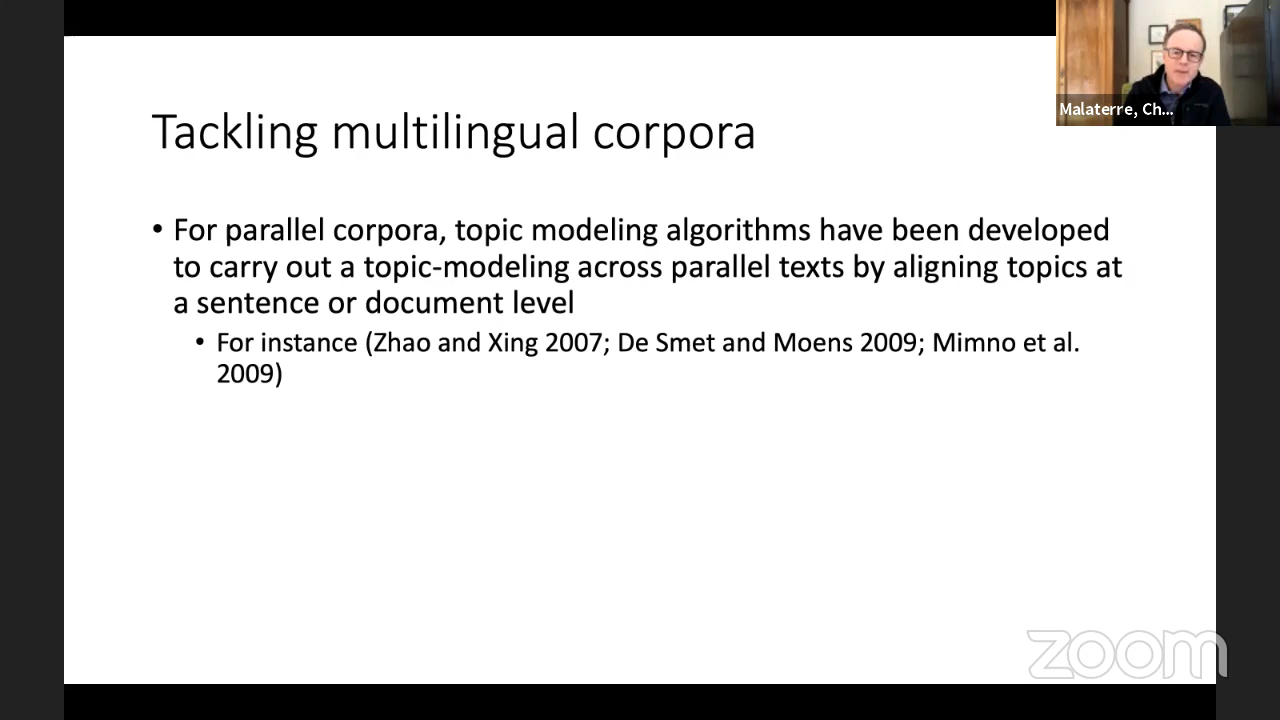 Tackling multilingual corpora
• For parallel corpora, topic modeling algorithms have been developed
to carry out a topic-modeling across parallel texts by aligning topics at
a sentence or document level
• For instance (Zhao and Xing 2007; De Smet and Moens 2009; Mimno et al.
2009)
Malaterre, Ch...
zoom